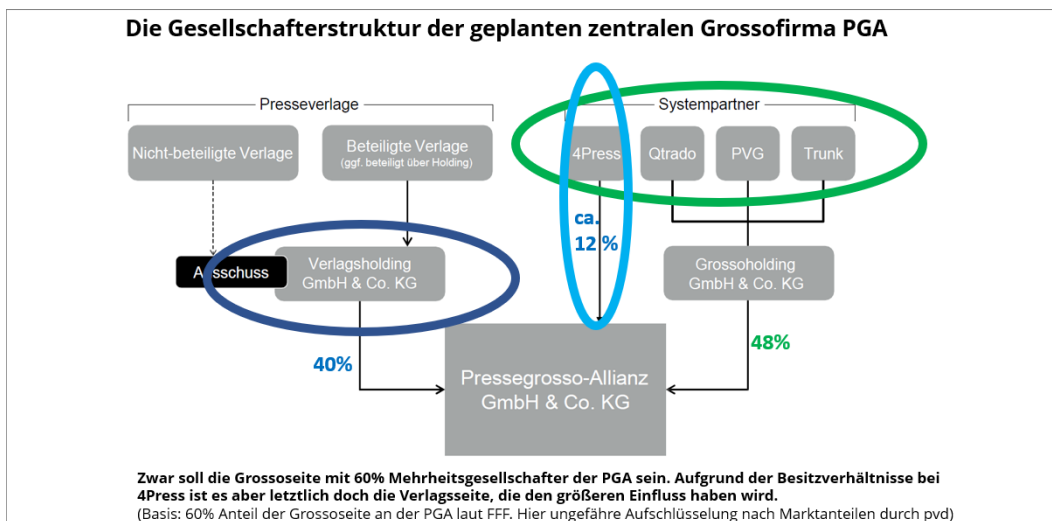 Die Gesellschafterstruktur der geplanten zentralen Grossofirma PGA
Presseverlage
Systempartner
Nicht-beteiligte Verlage
Beteiligte Verlage
(ggf. beteiligt über Holding)
4Press
Qtrado
PVG
Trunk
ca.
12 %
Ausschuss
Verlagsholding
GmbH & Co. KG
Grossoholding
GmbH & Co. KG
40%
48%
Pressegrosso-Allianz
GmbH & Co. KG
Zwar soll die Grossoseite mit 60% Mehrheitsgesellschafter der PGA sein. Aufgrund der Besitzverhältnisse bei
4Press ist es aber letztlich doch die Verlagsseite, die den größeren Einfluss haben wird.
(Basis: 60% Anteil der Grossoseite an der PGA laut FFF. Hier ungefähre Aufschlüsselung nach Marktanteilen durch pvd)